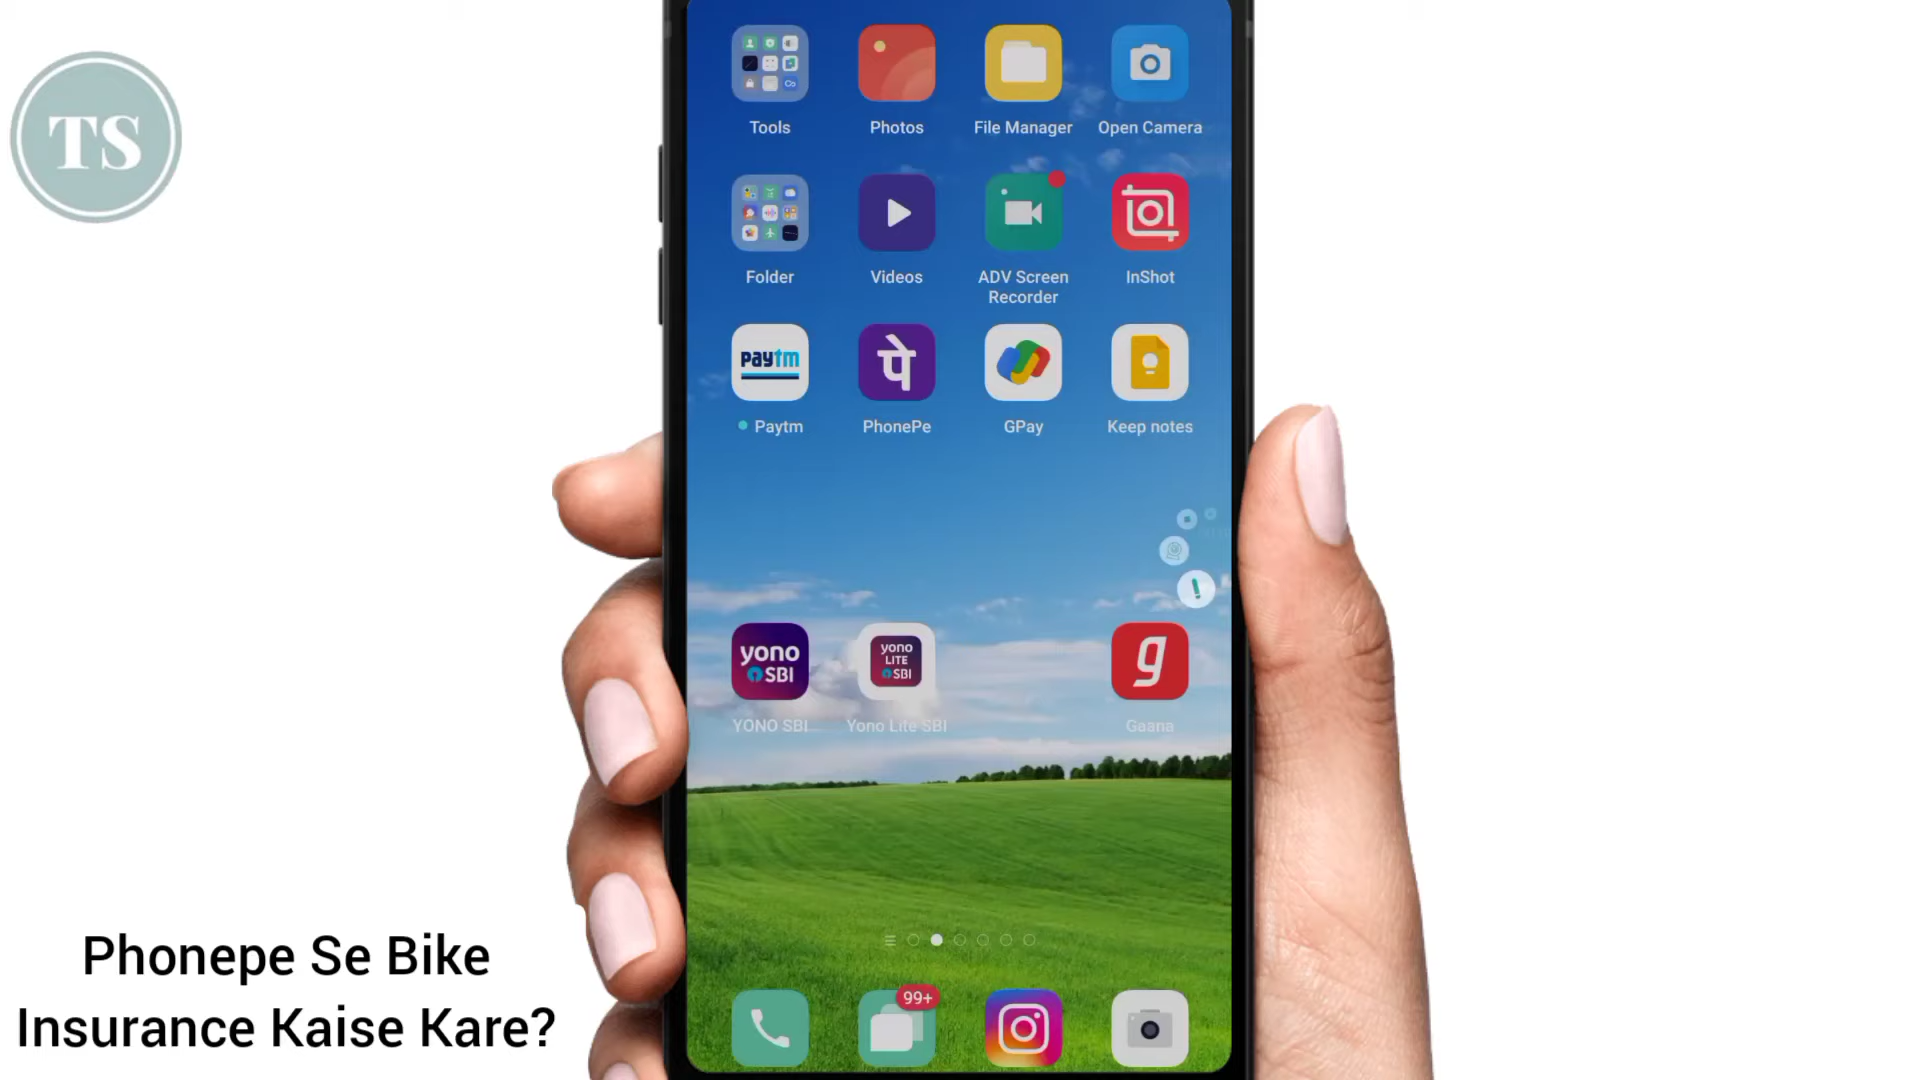 TS
Tools
Photos
File Manager
Open Camera
Folder
Videos
ADV Screen
Recorder
InShot
paytm
पे
Paytm
PhonePe
GPay
Keep notes
yono
SBI
yono
LITE
SBI
g
YONO SBI
Yono Lite SBI
Gaana
99+
Phonepe Se Bike
Insurance Kaise Kare?